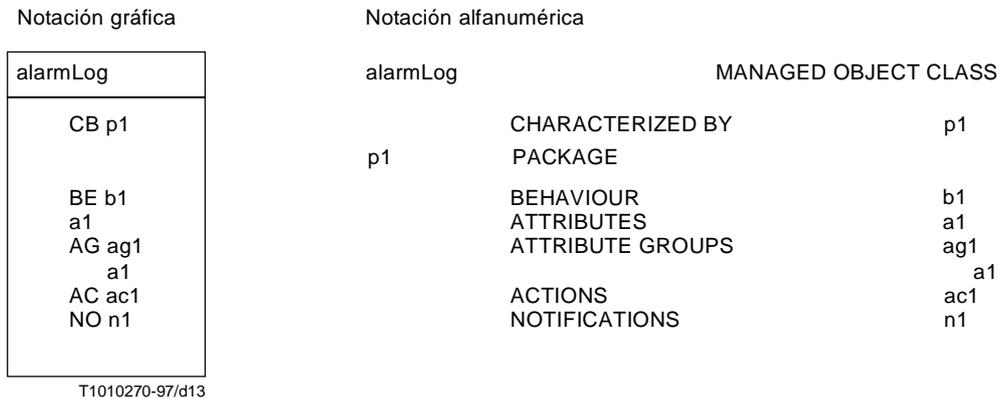 Notación gráfica
Notación alfanumérica
alarmLog
alarmLog MANAGED OBJECT CLASS
CB p1
CHARACTERIZED BY p1
p1 PACKAGE
BE b1
BEHAVIOUR b1
a1
ATTRIBUTES a1
AG ag1
ATTRIBUTE GROUPS ag1
a1
a1
AC ac1
ACTIONS ac1
NO n1
NOTIFICATIONS n1
T1010270-97/d13